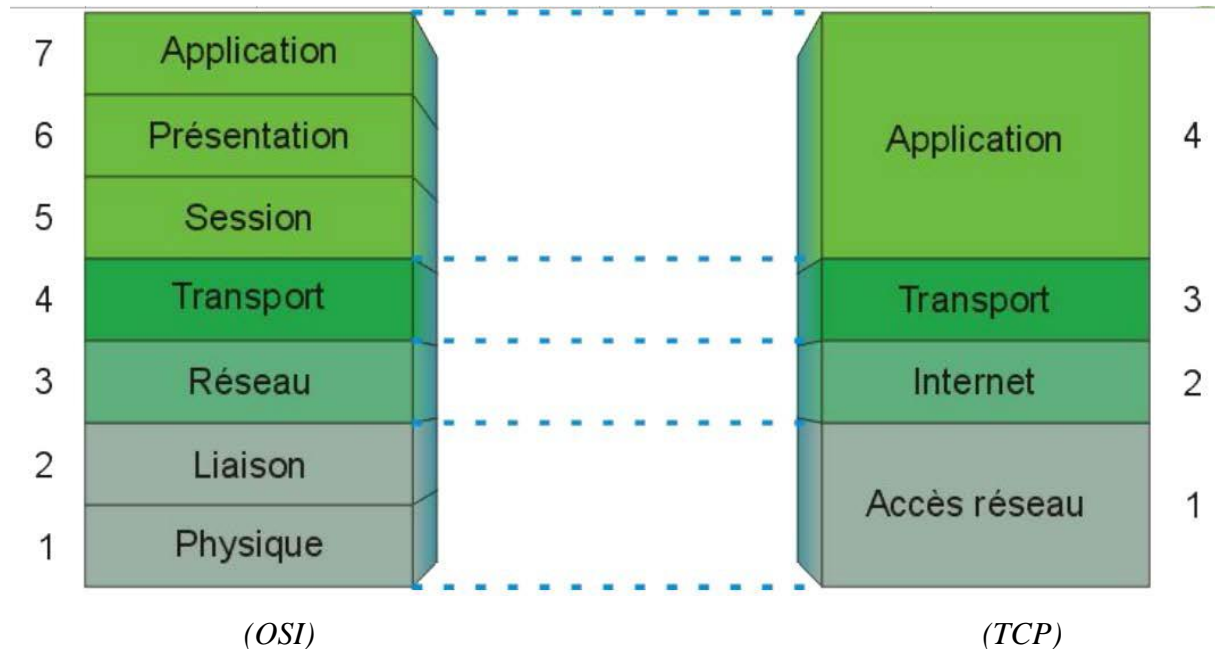 7 Application
6 Présentation
5 Session
4 Transport
3 Réseau
2 Liaison
1 Physique
(OSI)
Application 4
Transport 3
Internet 2
Accès réseau 1
(TCP)